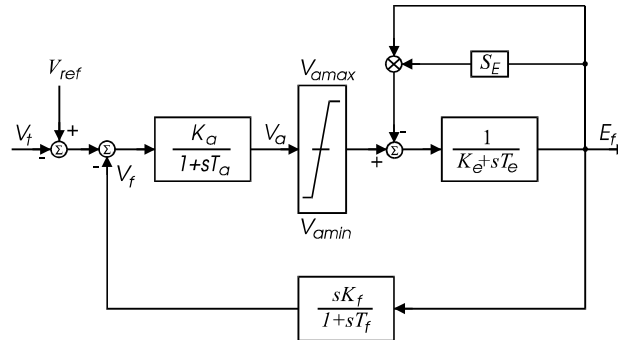 S_E
V_ref
V_amax
V_t
+
-
Σ
-
Σ
V_f
K_a
1+sT_a
V_a
+
-
Σ
1
K_e+sT_e
E_f
V_amin
sK_f
1+sT_f